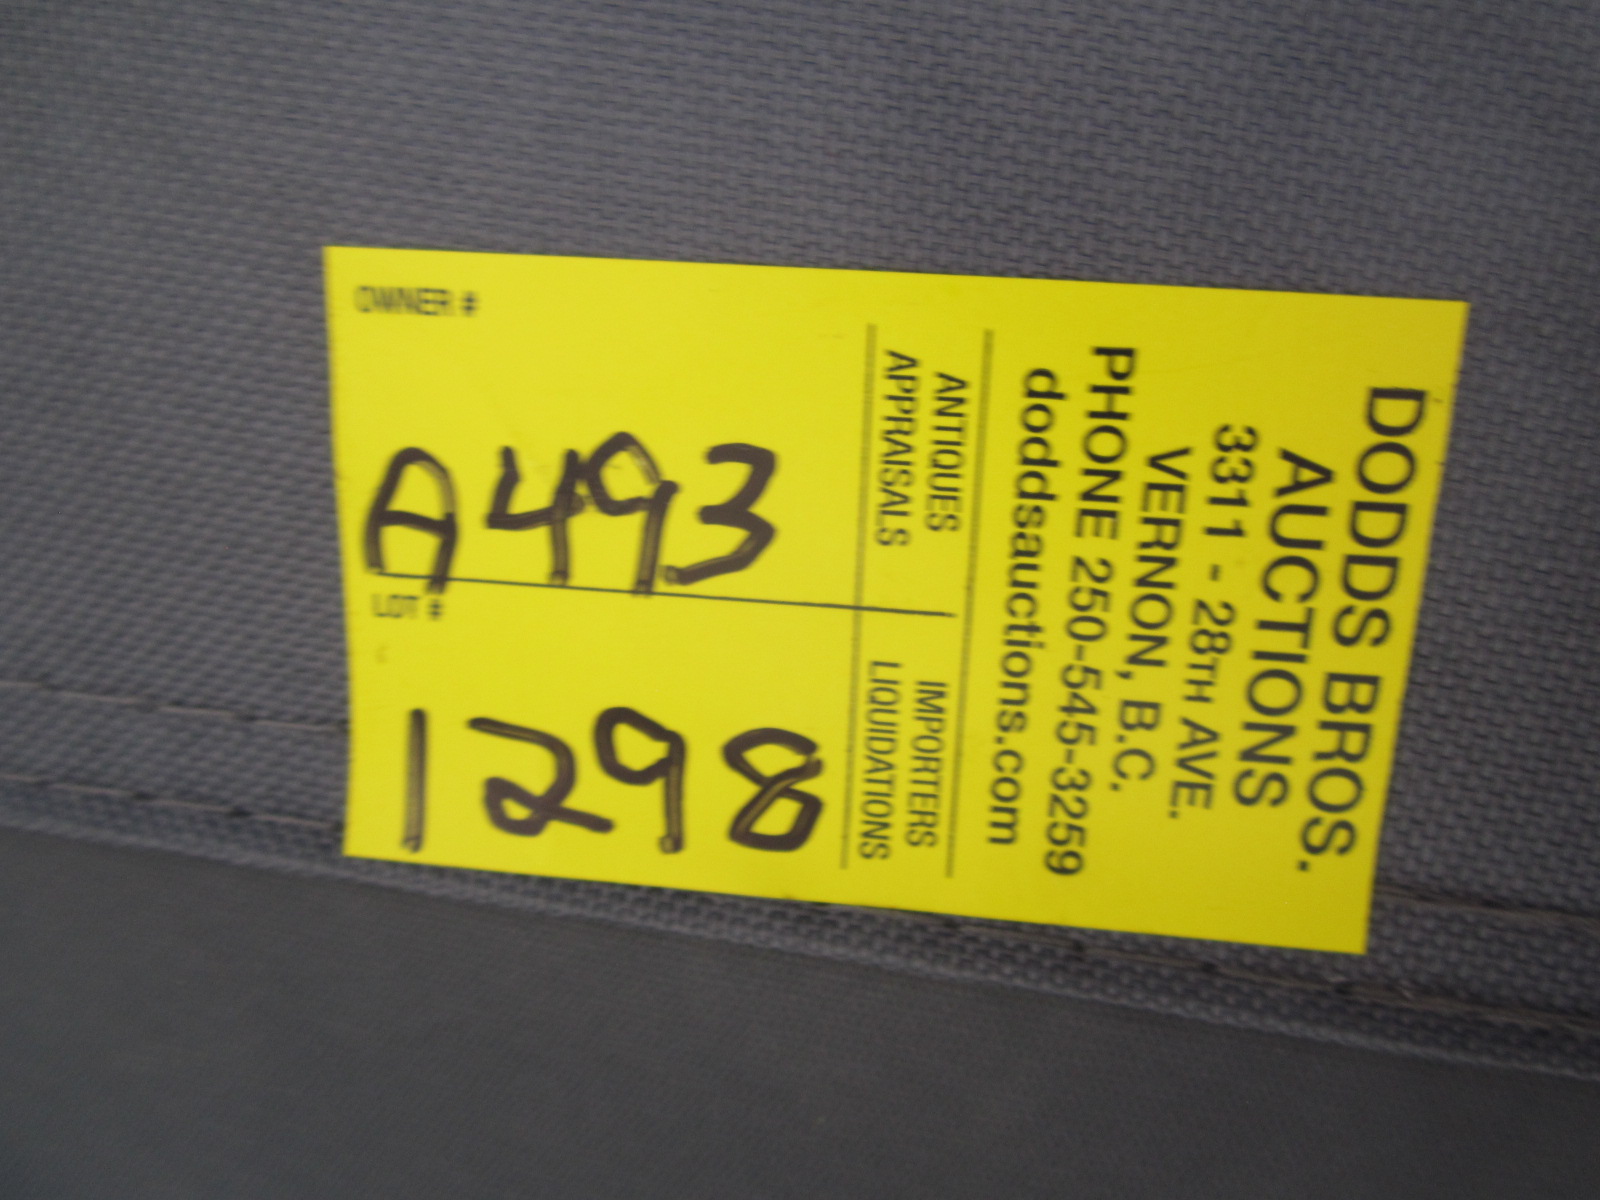 DODDS BROS.
AUCTIONS
3311 - 28TH AVE.
VERNON, B.C.
PHONE 250-545-3259
doddsauctions.com
ANTIQUES
APPRAISALS
IMPORTERS
LIQUIDATIONS
OWNER #
A493
LOT #
1298